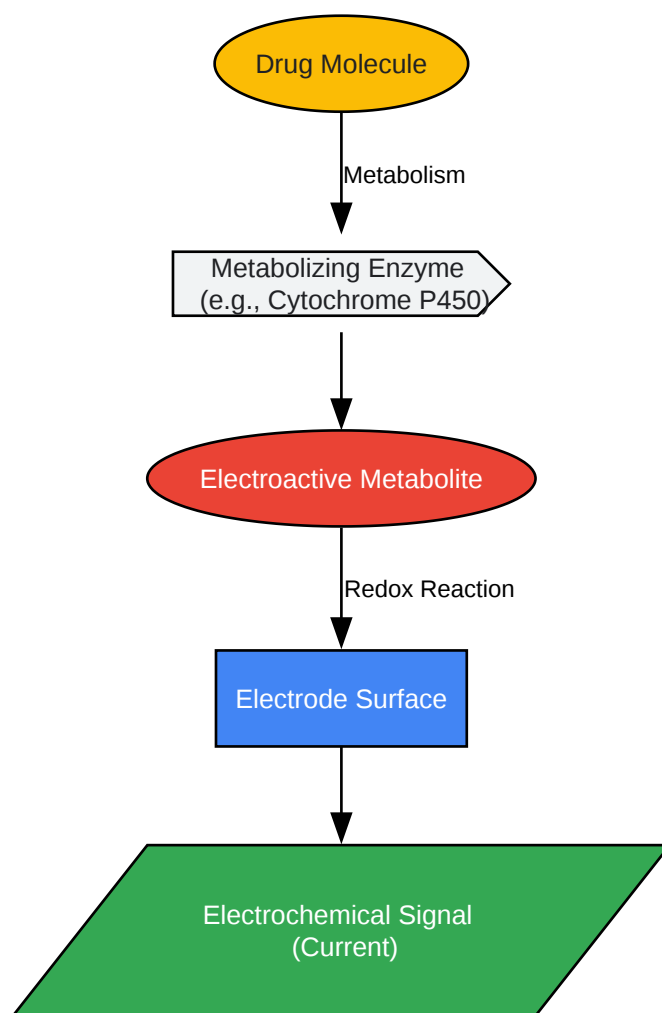 Drug Molecule
Metabolism
Metabolizing Enzyme
(e.g., Cytochrome P450)
Electroactive Metabolite
Redox Reaction
Electrode Surface
Electrochemical Signal
(Current)